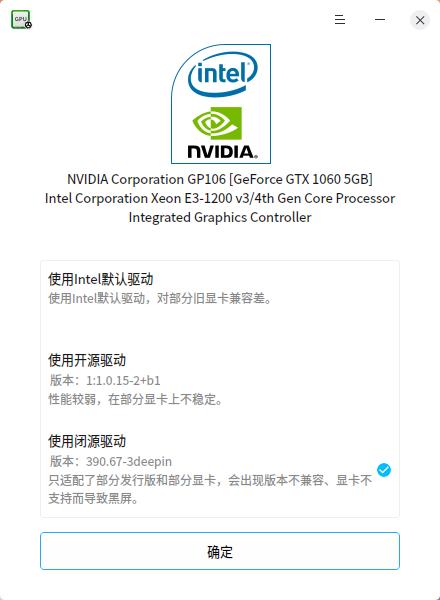 GPU
intel
NVIDIA.
NVIDIA Corporation GP106 [GeForce GTX 1060 5GB]
Intel Corporation Xeon E3-1200 v3/4th Gen Core Processor
Integrated Graphics Controller
使用Intel默认驱动
使用Intel默认驱动，对部分旧显卡兼容差。
使用开源驱动
版本：1:1.0.15-2+b1
性能较弱，在部分显卡上不稳定。
使用闭源驱动
版本：390.67-3deepin
只适配了部分发行版和部分显卡，会出现版本不兼容、显卡不
支持而导致黑屏。
确定